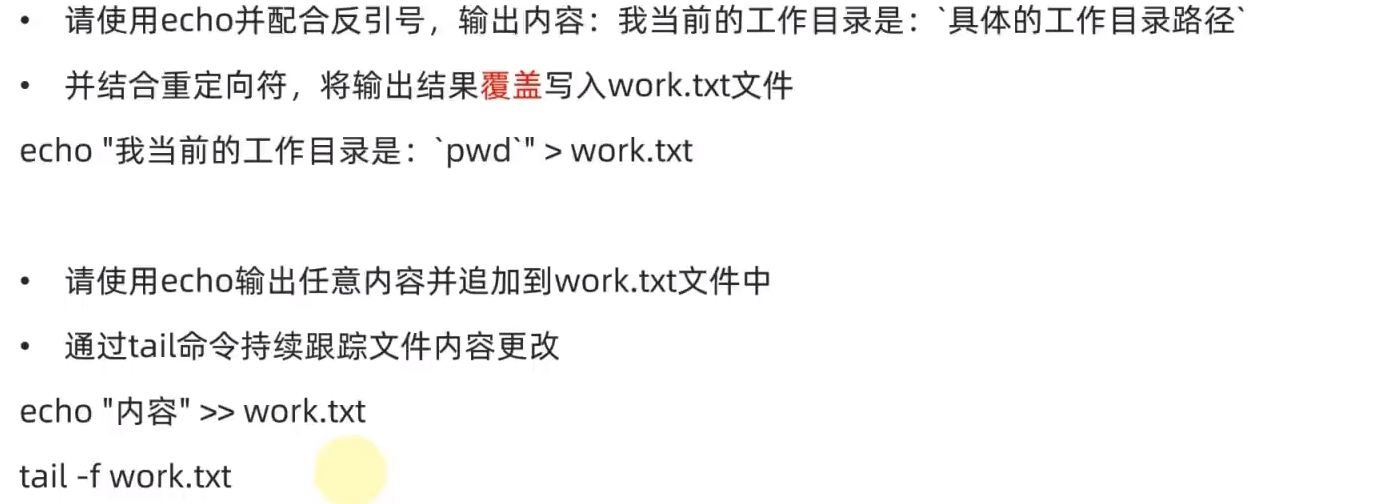 • 请使用echo并配合反引号，输出内容：我当前的工作目录是：`具体的工作目录路径`
• 并结合重定向符，将输出结果覆盖写入work.txt文件
echo "我当前的工作目录是：`pwd`" > work.txt
• 请使用echo输出任意内容并追加到work.txt文件中
• 通过tail命令持续跟踪文件内容更改
echo "内容" >> work.txt
tail -f work.txt